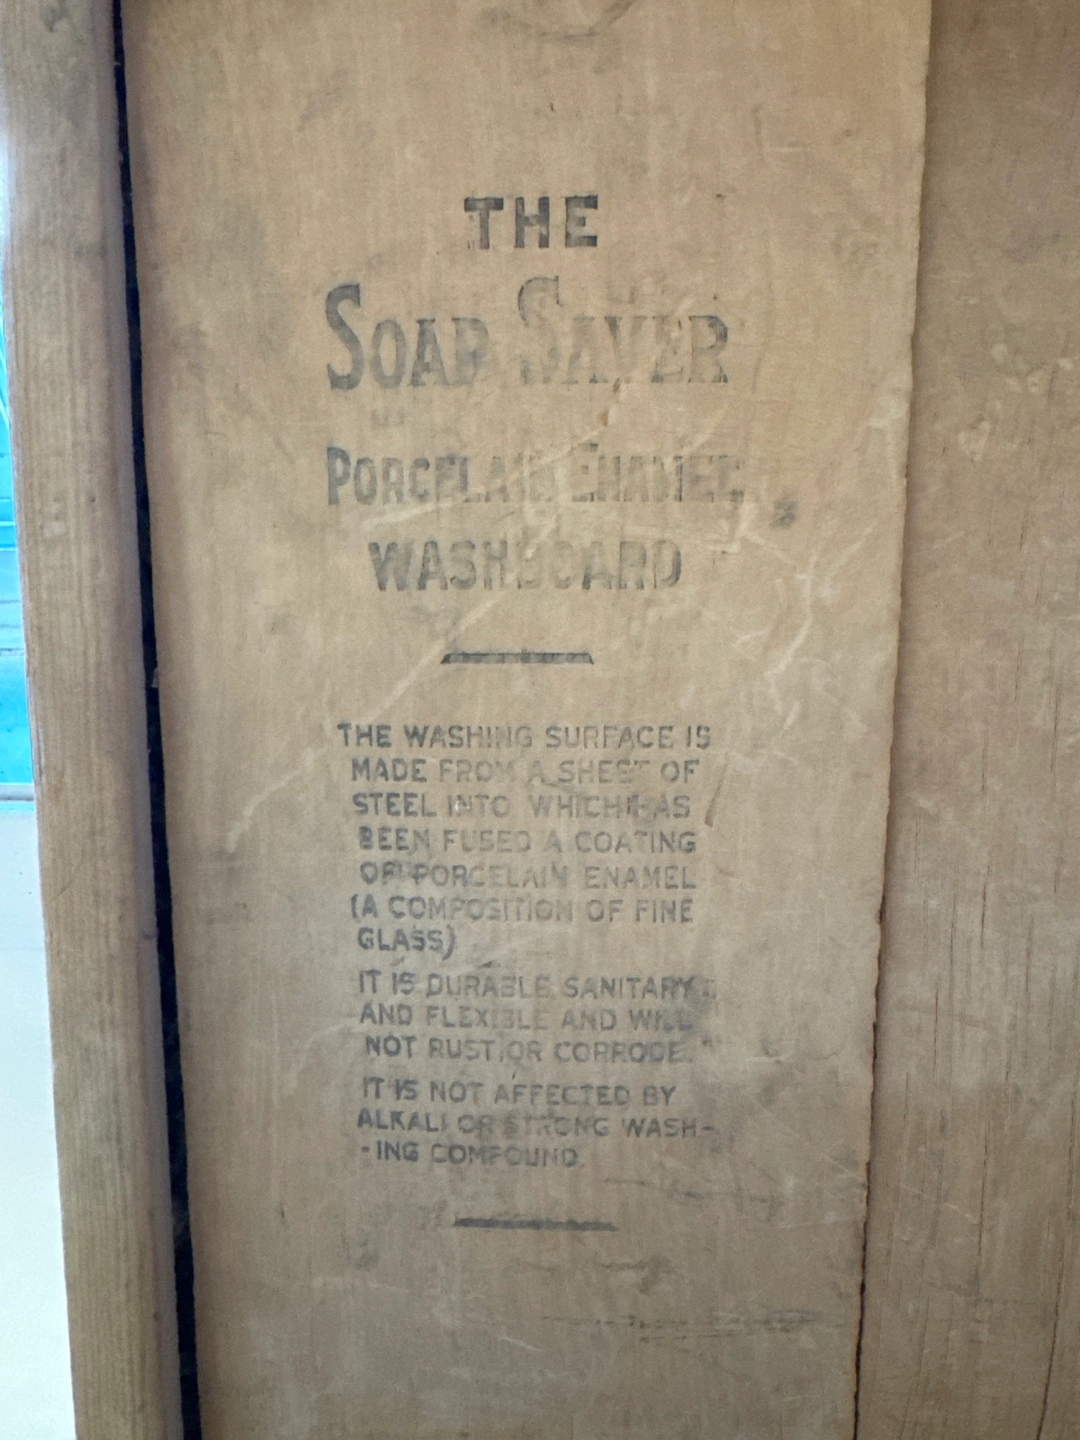 THE
SOAP SAVER
PORCELAIN ENAMEL
WASHBOARD
THE WASHING SURFACE IS
MADE FROM A SHEET OF
STEEL INTO WHICH HAS
BEEN FUSED A COATING
OF PORCELAIN ENAMEL
(A COMPOSITION OF FINE
GLASS)
IT IS DURABLE SANITARY
AND FLEXIBLE AND WILL
NOT RUST OR CORRODE.
IT IS NOT AFFECTED BY
ALKALI OR STRONG WASH-
-ING COMPOUND.